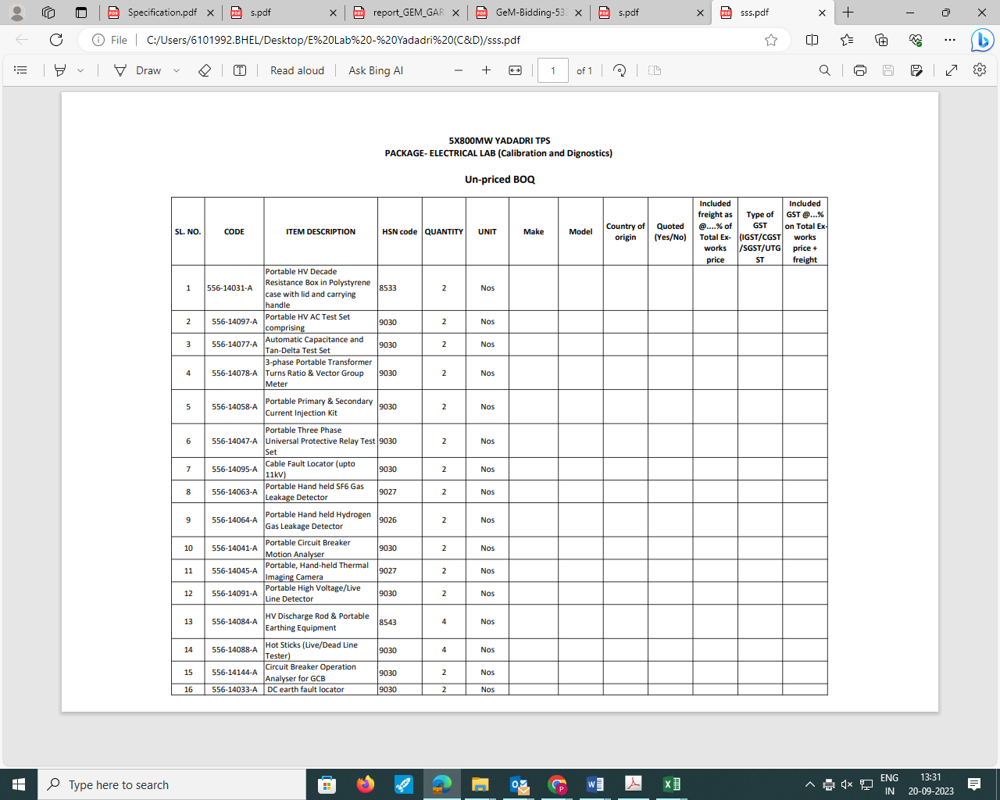 Specification.pdf
s.pdf
report_GEM_GAR
GeM-Bidding-533
s.pdf
sss.pdf
File
C:/Users/6101992.BHEL/Desktop/E%20Lab%20-%20Yadadri%20(C&D)/sss.pdf
Draw
Read aloud
Ask Bing AI
1
of 1
5X800MW YADADRI TPS
PACKAGE- ELECTRICAL LAB (Calibration and Dignostics)
Un-priced BOQ
SL. NO. CODE ITEM DESCRIPTION HSN code QUANTITY UNIT Make Model
Country of
origin
Quoted
(Yes/No)
Included
freight as
@....% of
Total Ex-
works
price
Type of
GST
(IGST/CGST
/SGST/UTG
ST
Included
GST @...%
on Total Ex-
works
price +
freight
1 556-14031-A
Portable HV Decade
Resistance Box in Polystyrene
case with lid and carrying
handle
8533 2 Nos
2 556-14097-A
Portable HV AC Test Set
comprising
9030 2 Nos
3 556-14077-A
Automatic Capacitance and
Tan-Delta Test Set
9030 2 Nos
4 556-14078-A
3-phase Portable Transformer
Turns Ratio & Vector Group
Meter
9030 2 Nos
5 556-14058-A
Portable Primary & Secondary
Current Injection Kit
9030 2 Nos
6 556-14047-A
Portable Three Phase
Universal Protective Relay Test
Set
9030 2 Nos
7 556-14095-A
Cable Fault Locator (upto
11kV)
9030 2 Nos
8 556-14063-A
Portable Hand held SF6 Gas
Leakage Detector
9027 2 Nos
9 556-14064-A
Portable Hand held Hydrogen
Gas Leakage Detector
9026 2 Nos
10 556-14041-A
Portable Circuit Breaker
Motion Analyser
9030 2 Nos
11 556-14045-A
Portable, Hand-held Thermal
Imaging Camera
9027 2 Nos
12 556-14091-A
Portable High Voltage/Live
Line Detector
9030 2 Nos
13 556-14084-A
HV Discharge Rod & Portable
Earthing Equipment
8543 4 Nos
14 556-14088-A
Hot Sticks (Live/Dead Line
Tester)
9030 4 Nos
15 556-14144-A
Circuit Breaker Operation
Analyser for GCB
9030 2 Nos
16 556-14033-A DC earth fault locator 9030 2 Nos
Type here to search
ENG
IN
13:31
20-09-2023